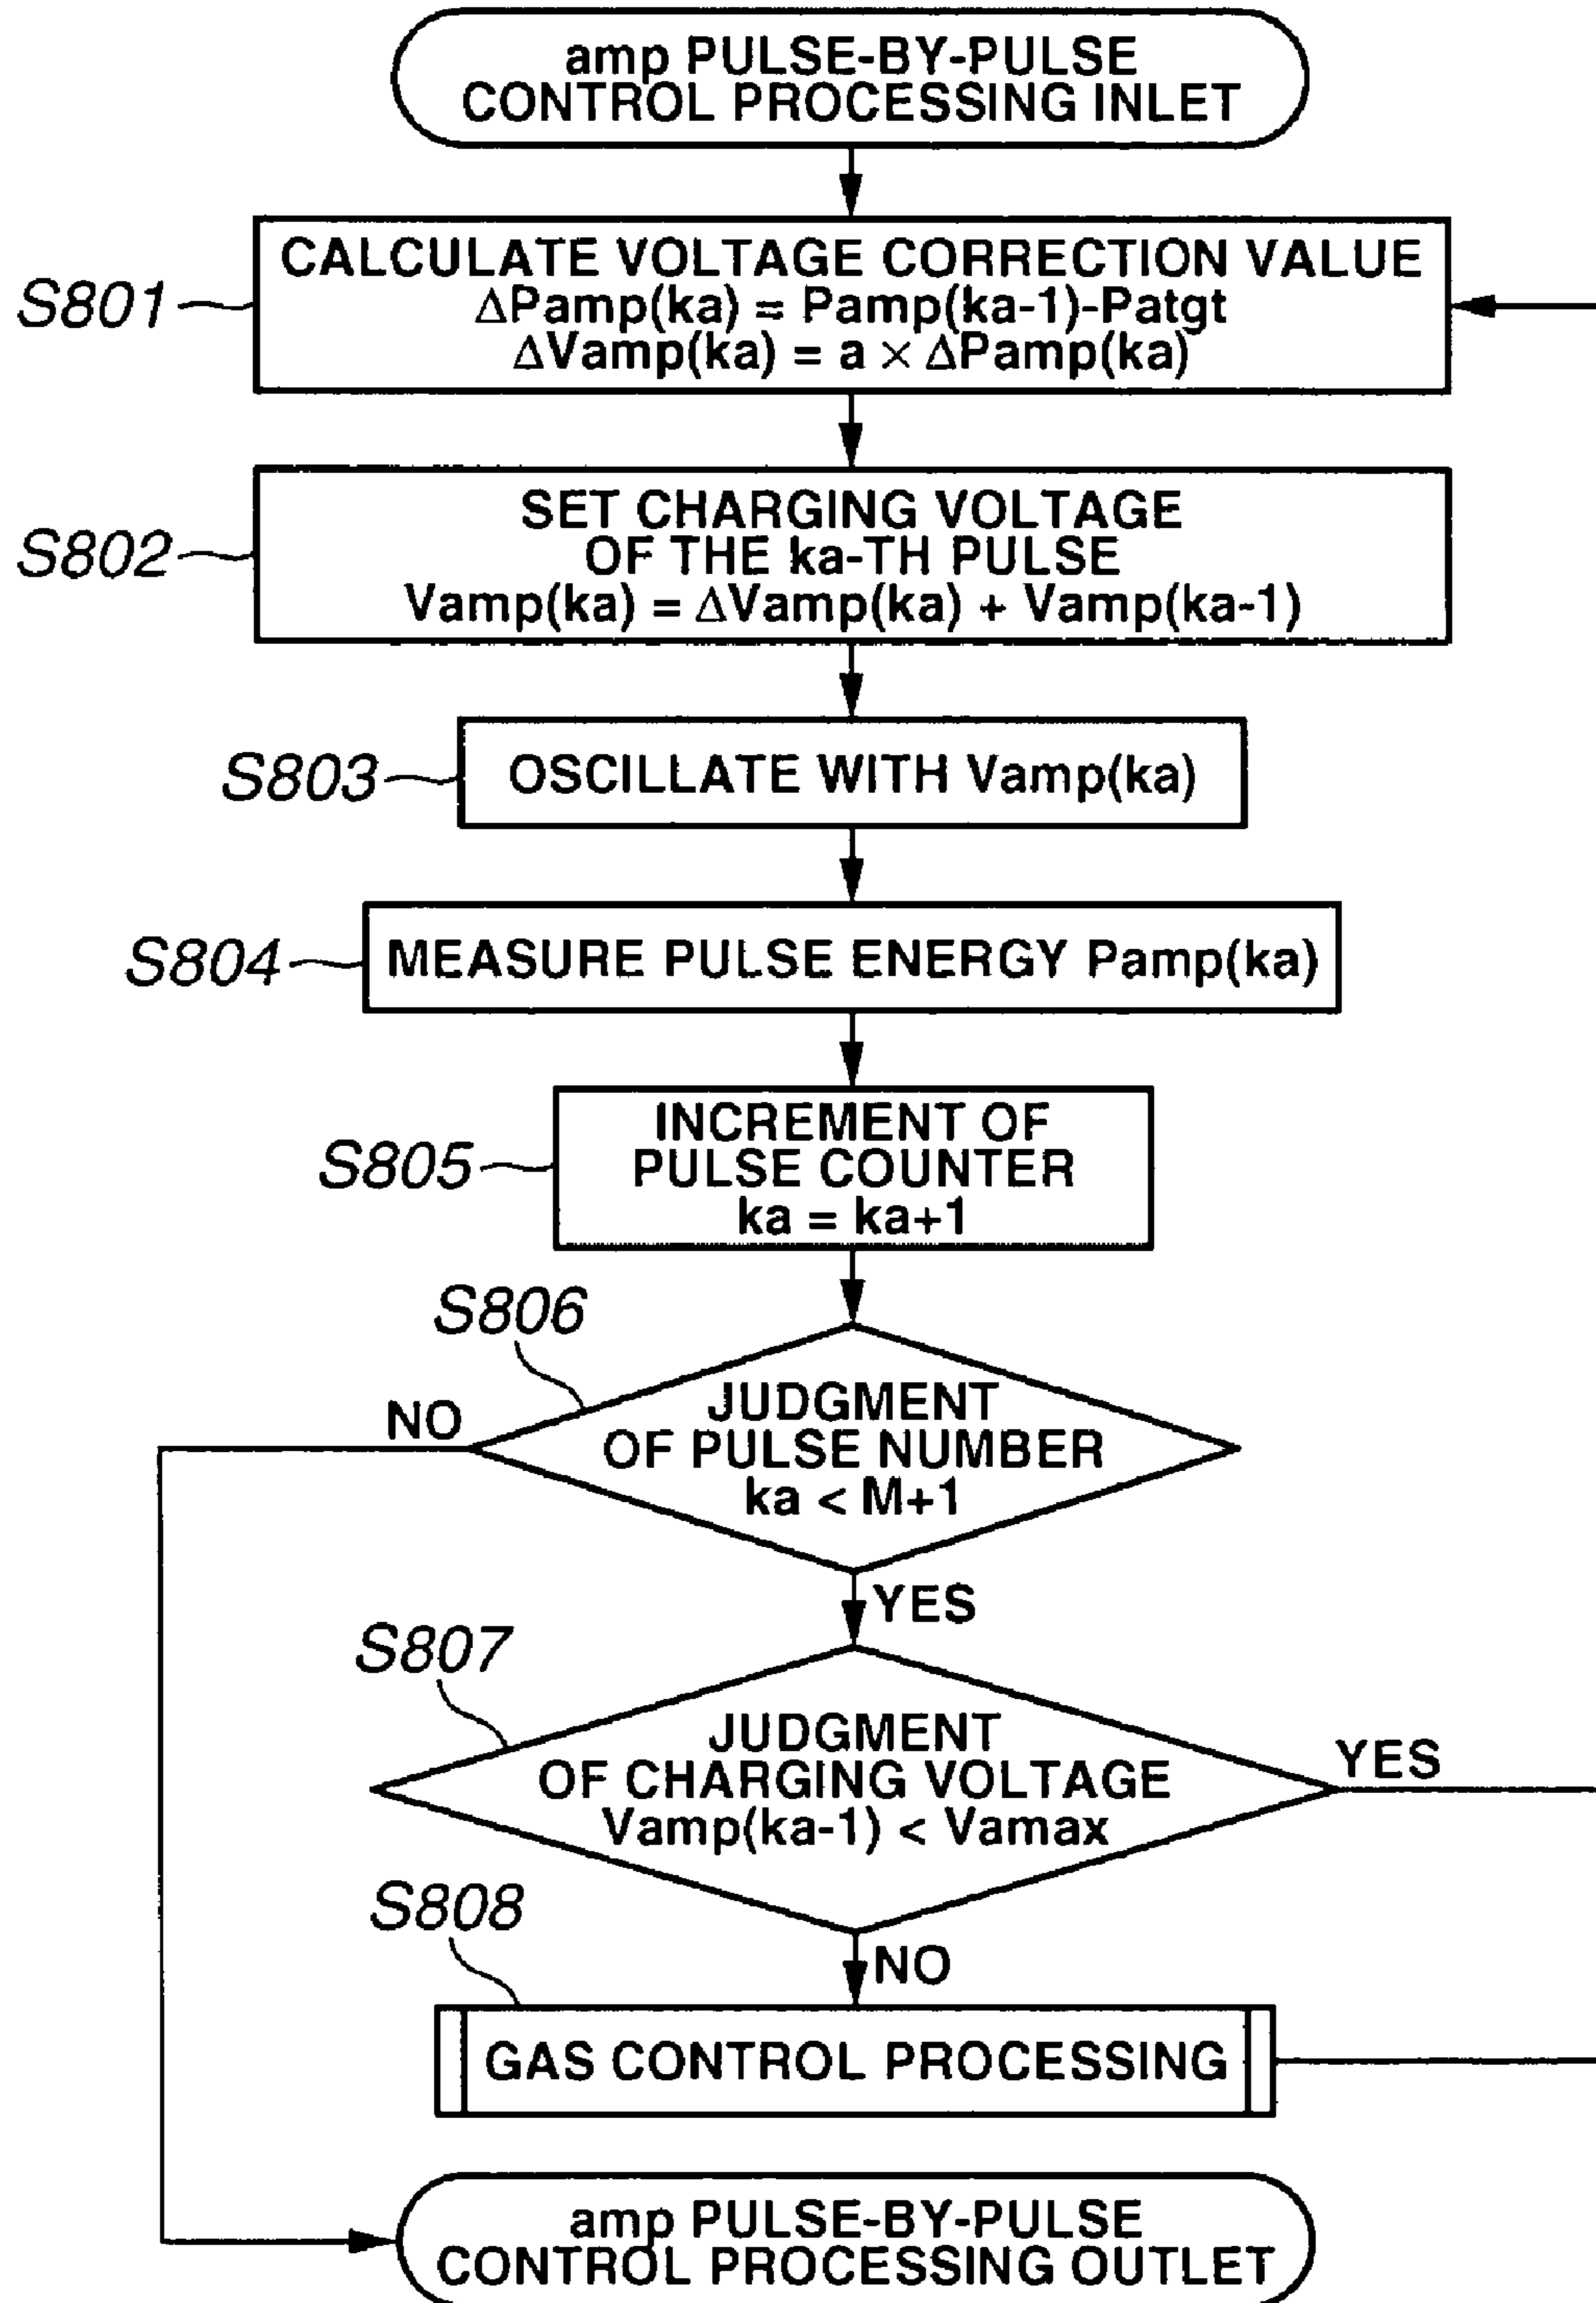 amp PULSE-BY-PULSE
CONTROL PROCESSING INLET
S801
CALCULATE VOLTAGE CORRECTION VALUE
ΔPamp(ka) = Pamp(ka-1)-Patgt
ΔVamp(ka) = a × ΔPamp(ka)
S802
SET CHARGING VOLTAGE
OF THE ka-TH PULSE
Vamp(ka) = ΔVamp(ka) + Vamp(ka-1)
S803
OSCILLATE WITH Vamp(ka)
S804
MEASURE PULSE ENERGY Pamp(ka)
S805
INCREMENT OF
PULSE COUNTER
ka = ka+1
S806
NO
JUDGMENT
OF PULSE NUMBER
ka < M+1
YES
S807
JUDGMENT
OF CHARGING VOLTAGE
Vamp(ka-1) < Vamax
YES
S808
NO
GAS CONTROL PROCESSING
amp PULSE-BY-PULSE
CONTROL PROCESSING OUTLET